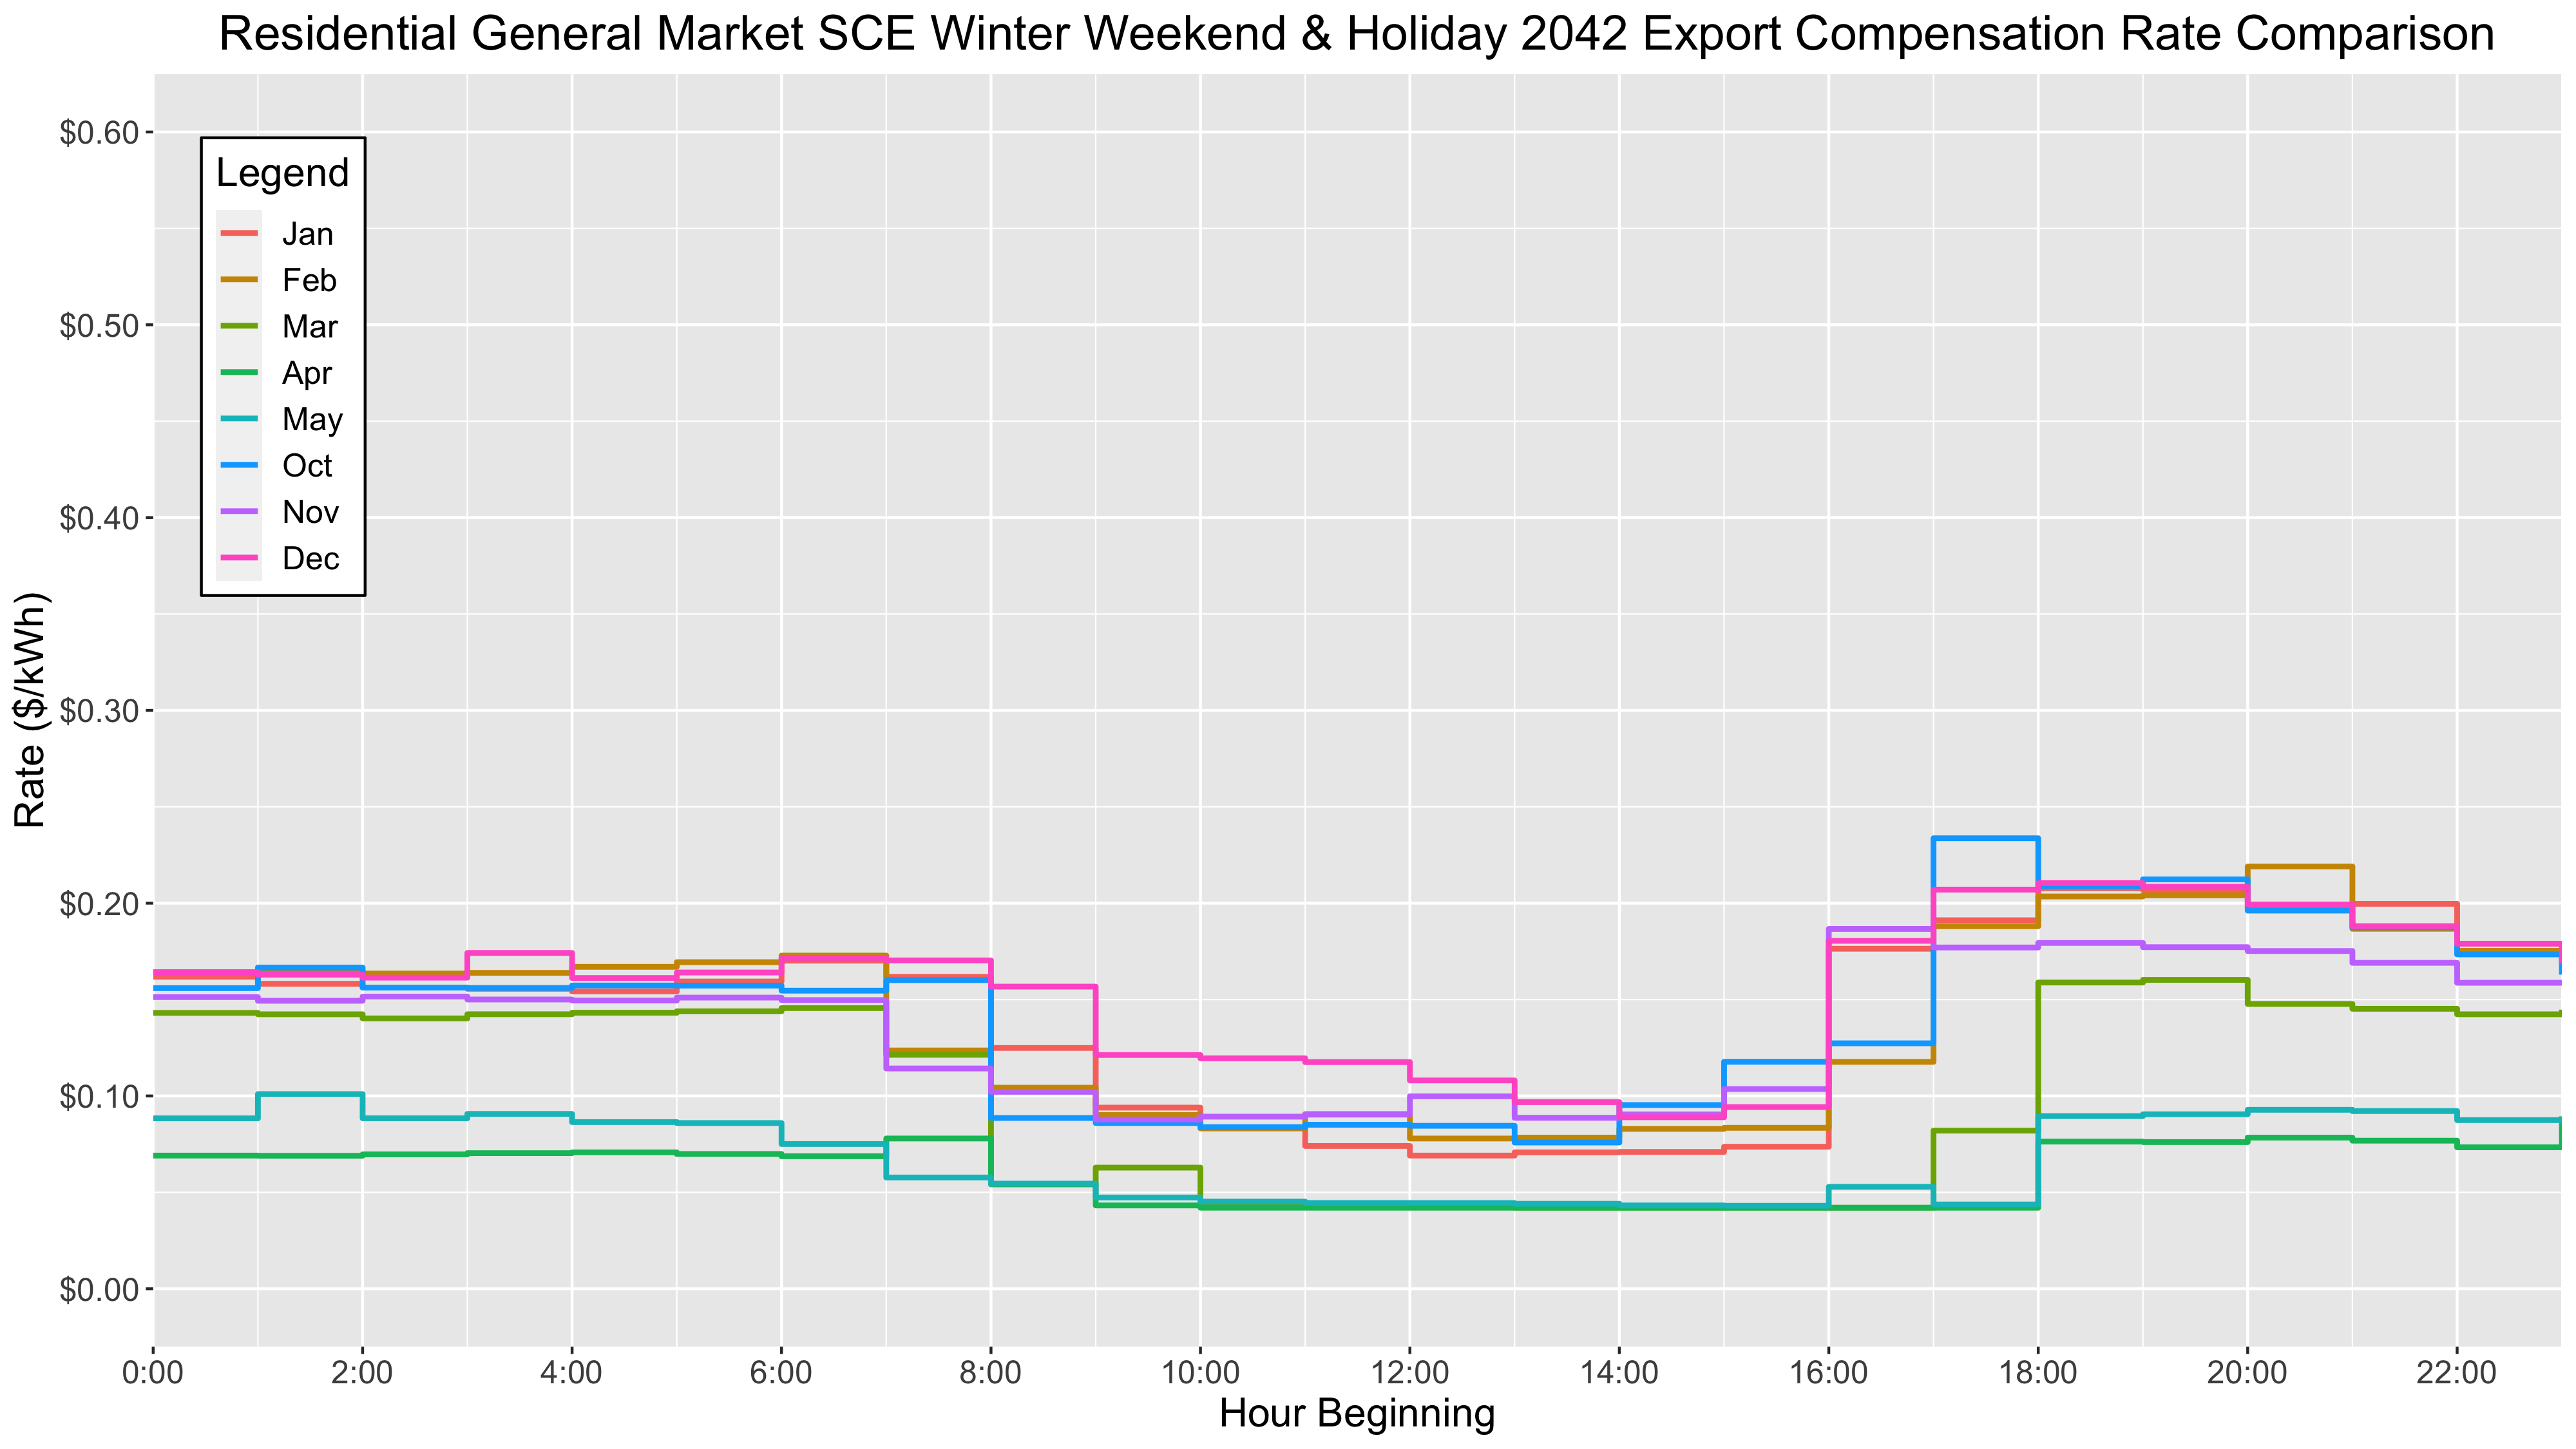 Residential General Market SCE Winter Weekend & Holiday 2042 Export Compensation Rate Comparison
$0.60
$0.50
$0.40
$0.30
$0.20
$0.10
$0.00
Rate ($/kWh)
Legend
Jan
Feb
Mar
Apr
May
Oct
Nov
Dec
0:00 2:00 4:00 6:00 8:00 10:00 12:00 14:00 16:00 18:00 20:00 22:00
Hour Beginning